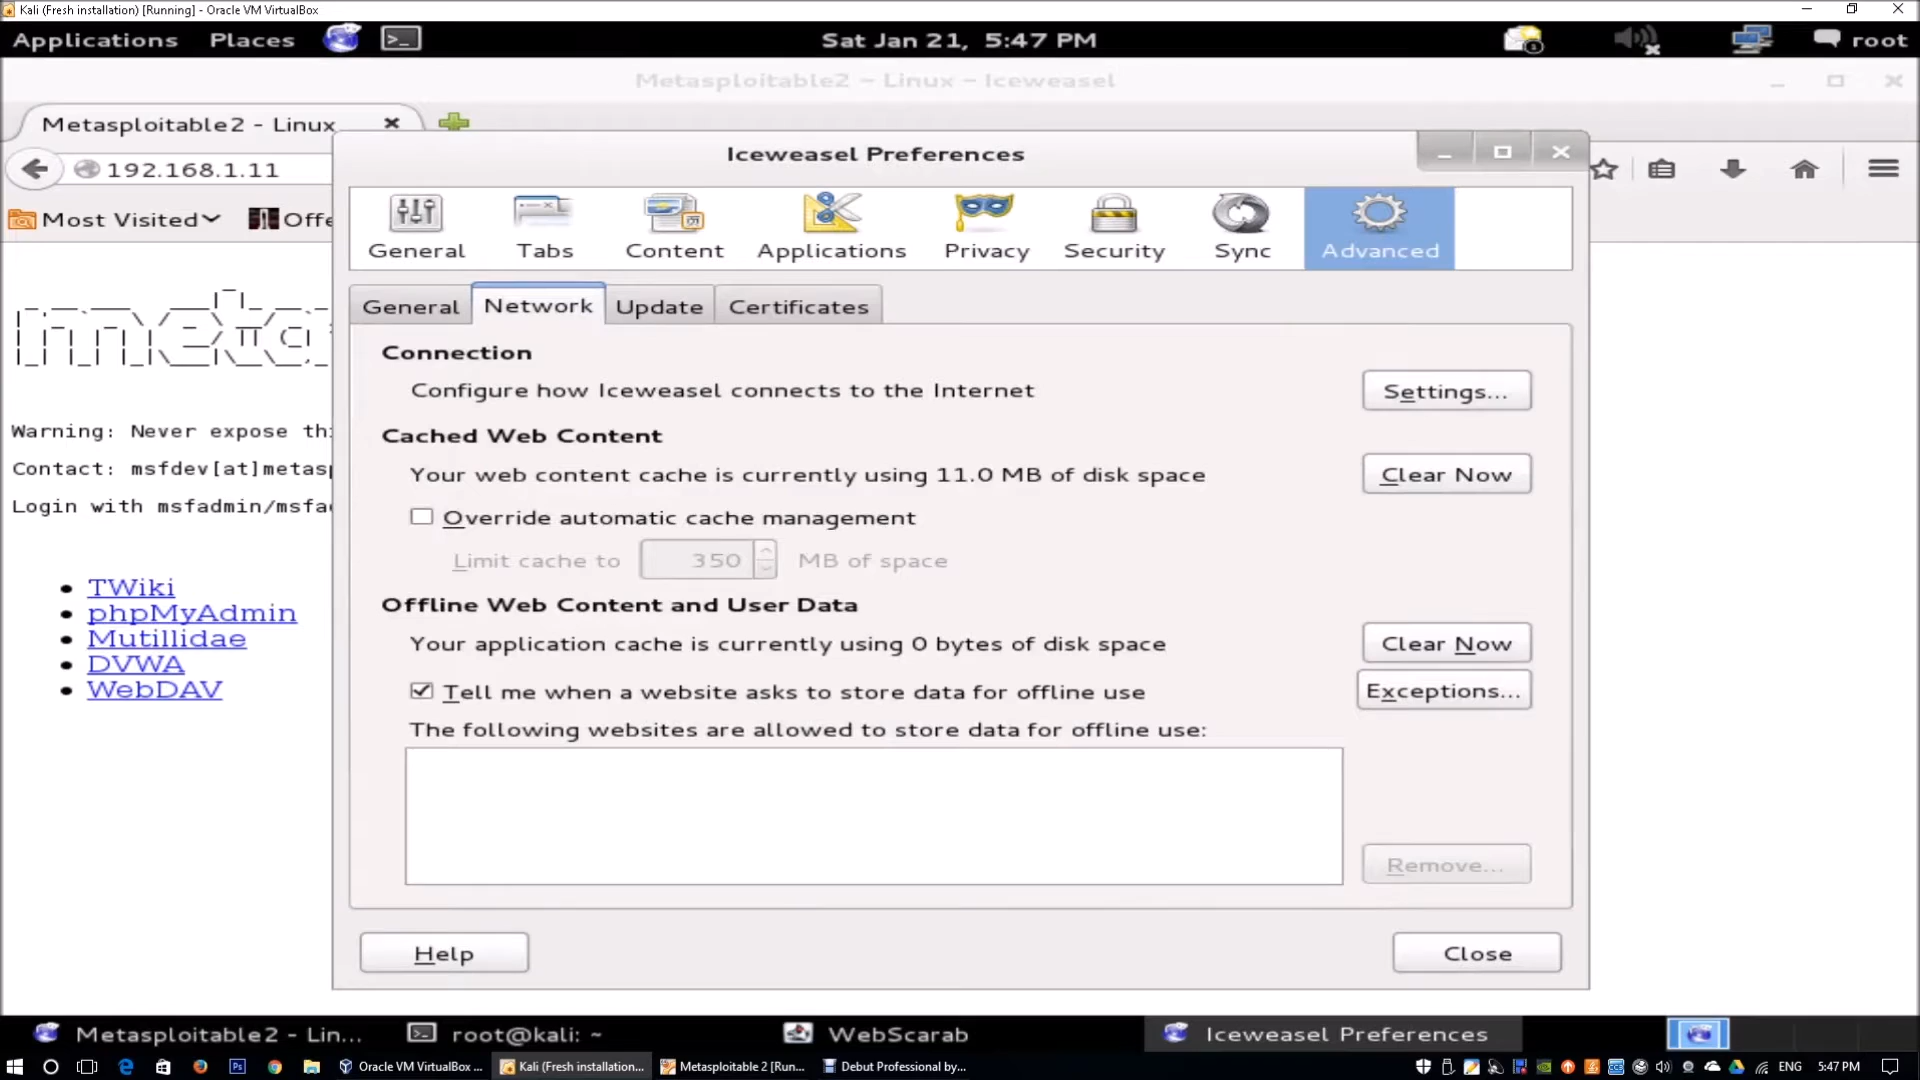 Kali (Fresh installation) [Running] - Oracle VM VirtualBox
Applications Places Sat Jan 21, 5:47 PM root
Metasploitable2 - Linux - Iceweasel
Metasploitable2 - Linux
192.168.1.11
Most Visited Offe
Iceweasel Preferences
General Tabs Content Applications Privacy Security Sync Advanced
General Network Update Certificates
Connection
Configure how Iceweasel connects to the Internet Settings...
Cached Web Content
Your web content cache is currently using 11.0 MB of disk space Clear Now
Override automatic cache management
Limit cache to 350 MB of space
Offline Web Content and User Data
Your application cache is currently using 0 bytes of disk space Clear Now
Tell me when a website asks to store data for offline use Exceptions...
The following websites are allowed to store data for offline use:
Remove...
Help Close
meta
Warning: Never expose thi
Contact: msfdev[at]metasp
Login with msfadmin/msfa
TWiki
phpMyAdmin
Mutillidae
DVWA
WebDAV
Metasploitable2 - Lin... root@kali: ~ WebScarab Iceweasel Preferences
Oracle VM VirtualBox ... Kali (Fresh installation... Metasploitable 2 [Run... Debut Professional by... ENG 5:47 PM